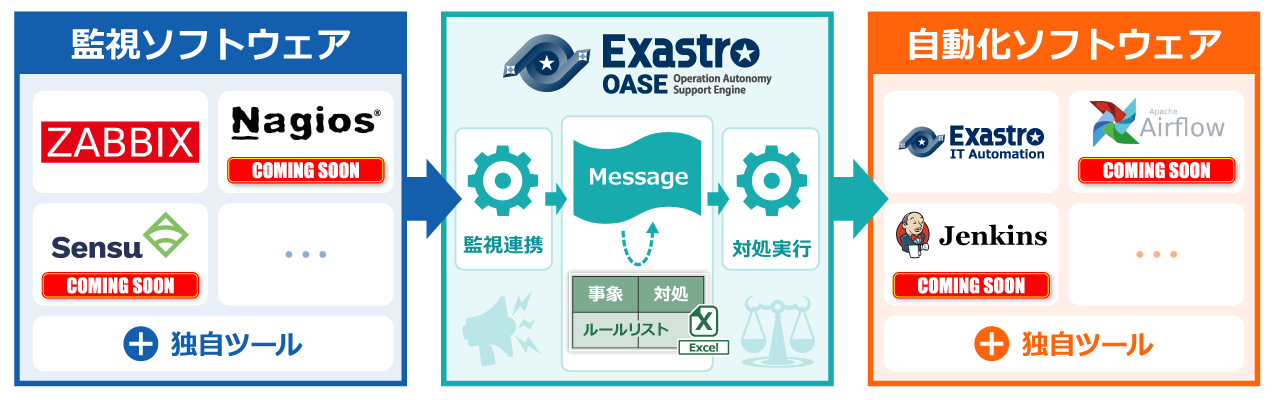 監視ソフトウェア
ZABBIX
Nagios®
COMING SOON
Sensu
COMING SOON
独自ツール
Exastro
OASE Operation Autonomy
Support Engine
監視連携
Message
対処実行
事象 対処
ルールリスト
X
Excel
自動化ソフトウェア
Exastro
IT Automation
Apache
Airflow
COMING SOON
Jenkins
COMING SOON
独自ツール